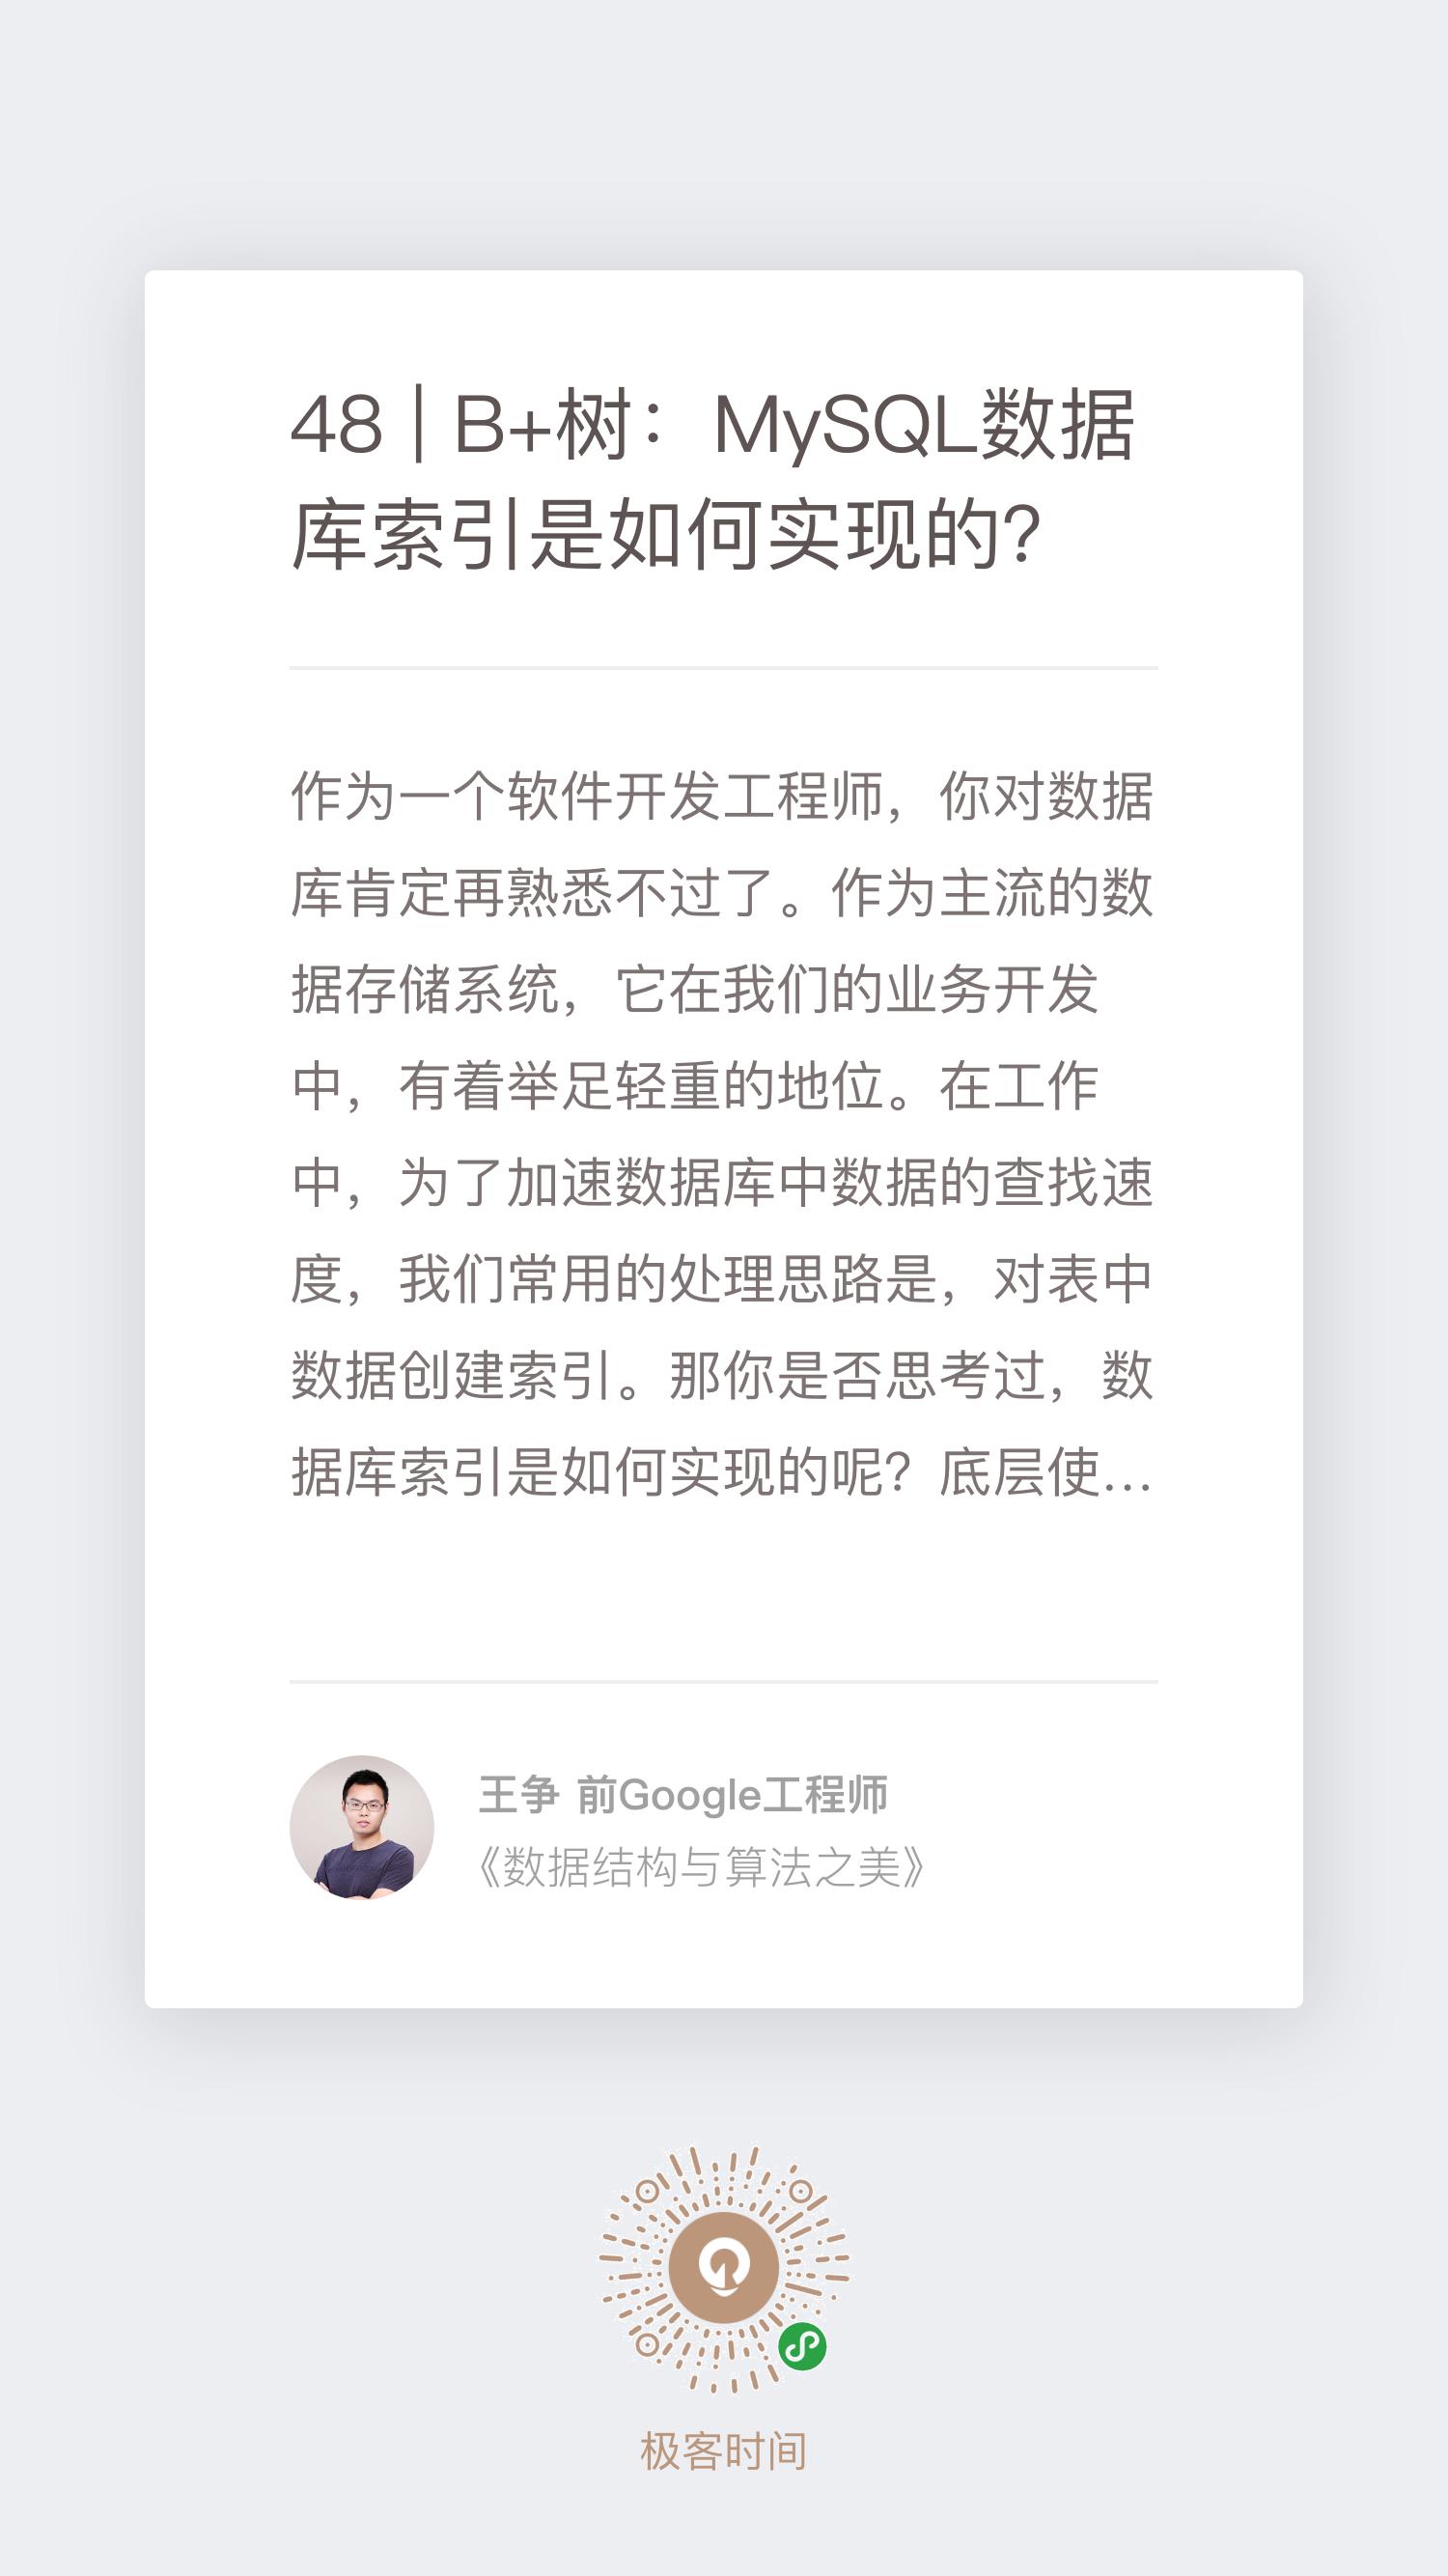 48 | B+树：MySQL数据
库索引是如何实现的？
作为一个软件开发工程师，你对数据
库肯定再熟悉不过了。作为主流的数
据存储系统，它在我们的业务开发
中，有着举足轻重的地位。在工作
中，为了加速数据库中数据的查找速
度，我们常用的处理思路是，对表中
数据创建索引。那你是否思考过，数
据库索引是如何实现的呢？底层使...
王争 前Google工程师
《数据结构与算法之美》
极客时间